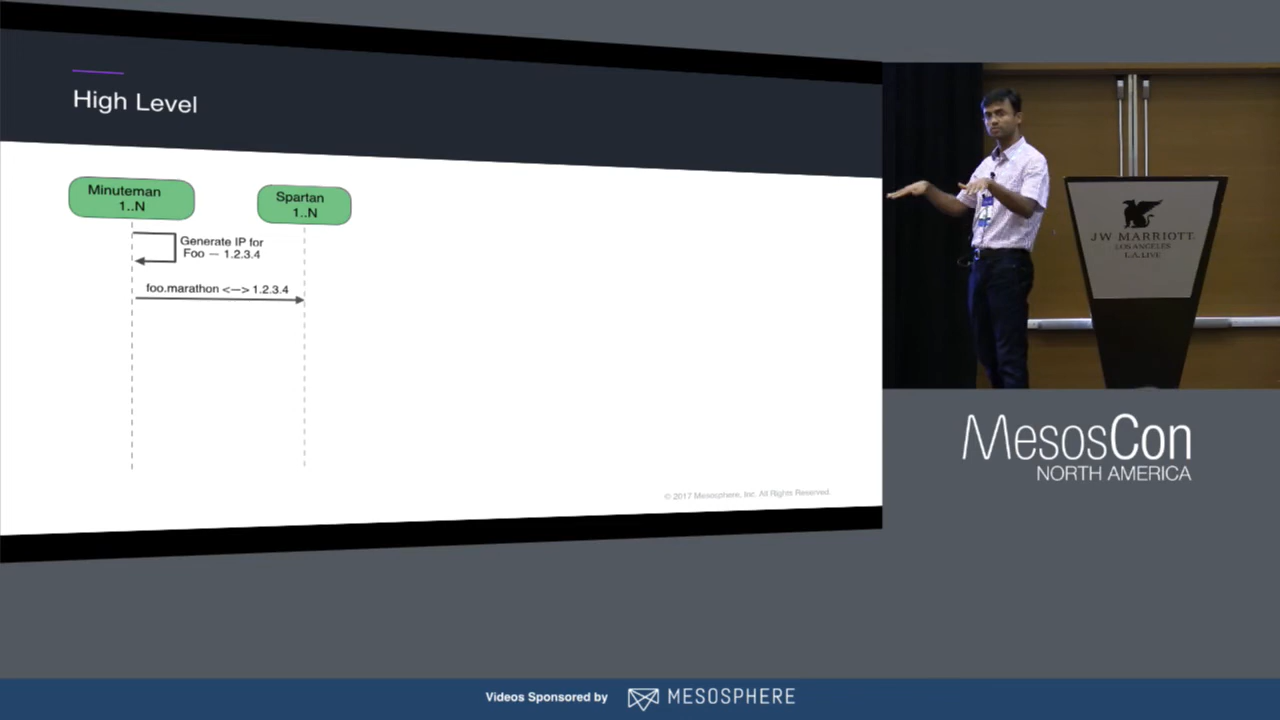 High Level
Minuteman
1..N
Spartan
1..N
Generate IP for
Foo — 1.2.3.4
foo.marathon <—> 1.2.3.4
© 2017 Mesosphere, Inc. All Rights Reserved.
JW MARRIOTT
LOS ANGELES
L.A. LIVE
MesosCon
NORTH AMERICA
Videos Sponsored by
MESOSPHERE